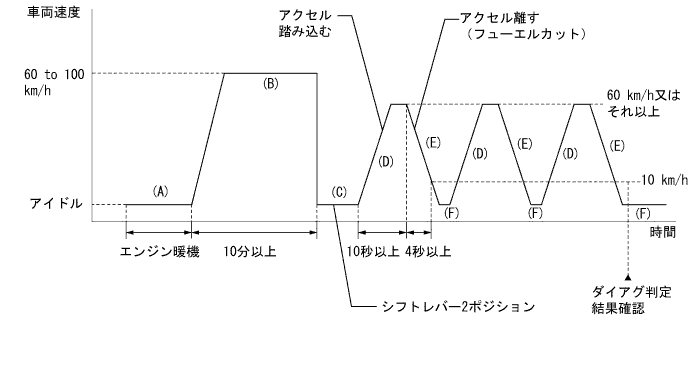 車両速度
アクセル
踏み込む
アクセル離す
（フューエルカット）
60 to 100
km/h
(B)
60 km/h又は
それ以上
(E)
(D)
(D)
(E)
(D)
(E)
(A)
(C)
10 km/h
アイドル
(F)
(F)
(F)
時間
エンジン暖機
10分以上
10秒以上
4秒以上
ダイアグ判定
結果確認
シフトレバー2ポジション